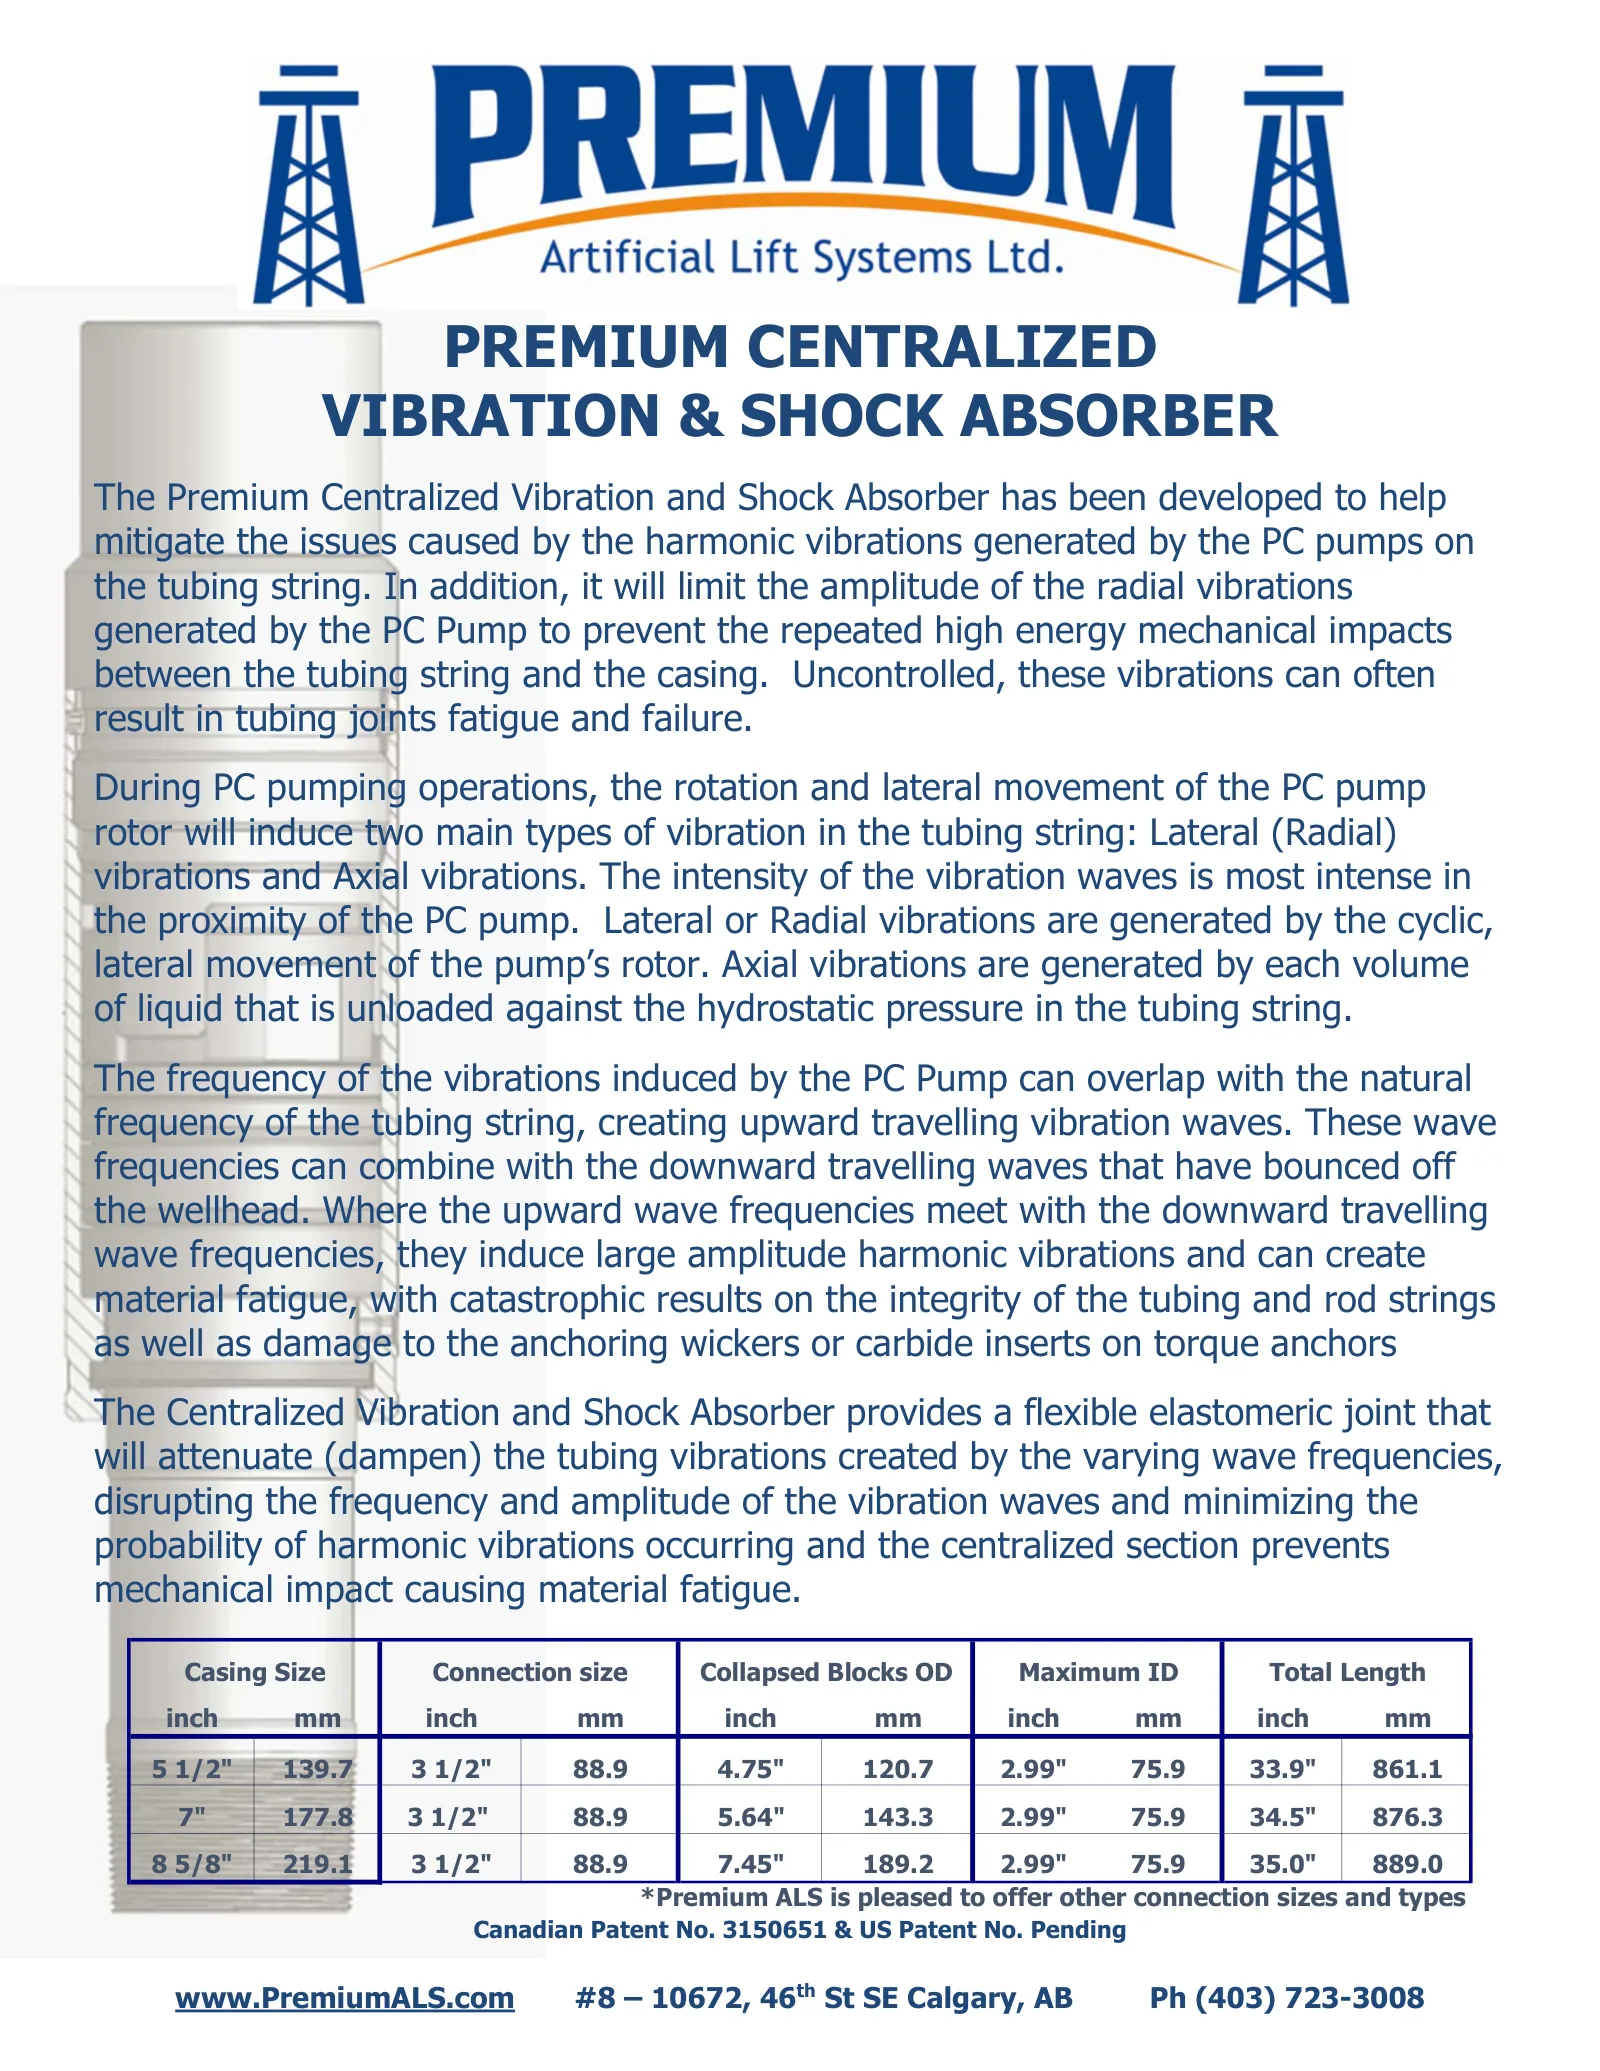 PREMIUM
Artificial Lift Systems Ltd.
PREMIUM CENTRALIZED
VIBRATION & SHOCK ABSORBER
The Premium Centralized Vibration and Shock Absorber has been developed to help
mitigate the issues caused by the harmonic vibrations generated by the PC pumps on
the tubing string. In addition, it will limit the amplitude of the radial vibrations
generated by the PC Pump to prevent the repeated high energy mechanical impacts
between the tubing string and the casing.  Uncontrolled, these vibrations can often
result in tubing joints fatigue and failure.
During PC pumping operations, the rotation and lateral movement of the PC pump
rotor will induce two main types of vibration in the tubing string: Lateral (Radial)
vibrations and Axial vibrations. The intensity of the vibration waves is most intense in
the proximity of the PC pump.  Lateral or Radial vibrations are generated by the cyclic,
lateral movement of the pump’s rotor. Axial vibrations are generated by each volume
of liquid that is unloaded against the hydrostatic pressure in the tubing string.
The frequency of the vibrations induced by the PC Pump can overlap with the natural
frequency of the tubing string, creating upward travelling vibration waves. These wave
frequencies can combine with the downward travelling waves that have bounced off
the wellhead. Where the upward wave frequencies meet with the downward travelling
wave frequencies, they induce large amplitude harmonic vibrations and can create
material fatigue, with catastrophic results on the integrity of the tubing and rod strings
as well as damage to the anchoring wickers or carbide inserts on torque anchors
The Centralized Vibration and Shock Absorber provides a flexible elastomeric joint that
will attenuate (dampen) the tubing vibrations created by the varying wave frequencies,
disrupting the frequency and amplitude of the vibration waves and minimizing the
probability of harmonic vibrations occurring and the centralized section prevents
mechanical impact causing material fatigue.
Casing Size Connection size Collapsed Blocks OD Maximum ID Total Length
inch mm inch mm inch mm inch mm inch mm
5 1/2" 139.7 3 1/2" 88.9 4.75" 120.7 2.99" 75.9 33.9" 861.1
7" 177.8 3 1/2" 88.9 5.64" 143.3 2.99" 75.9 34.5" 876.3
8 5/8" 219.1 3 1/2" 88.9 7.45" 189.2 2.99" 75.9 35.0" 889.0
*Premium ALS is pleased to offer other connection sizes and types
Canadian Patent No. 3150651 & US Patent No. Pending
www.PremiumALS.com #8 – 10672, 46th St SE Calgary, AB Ph (403) 723-3008